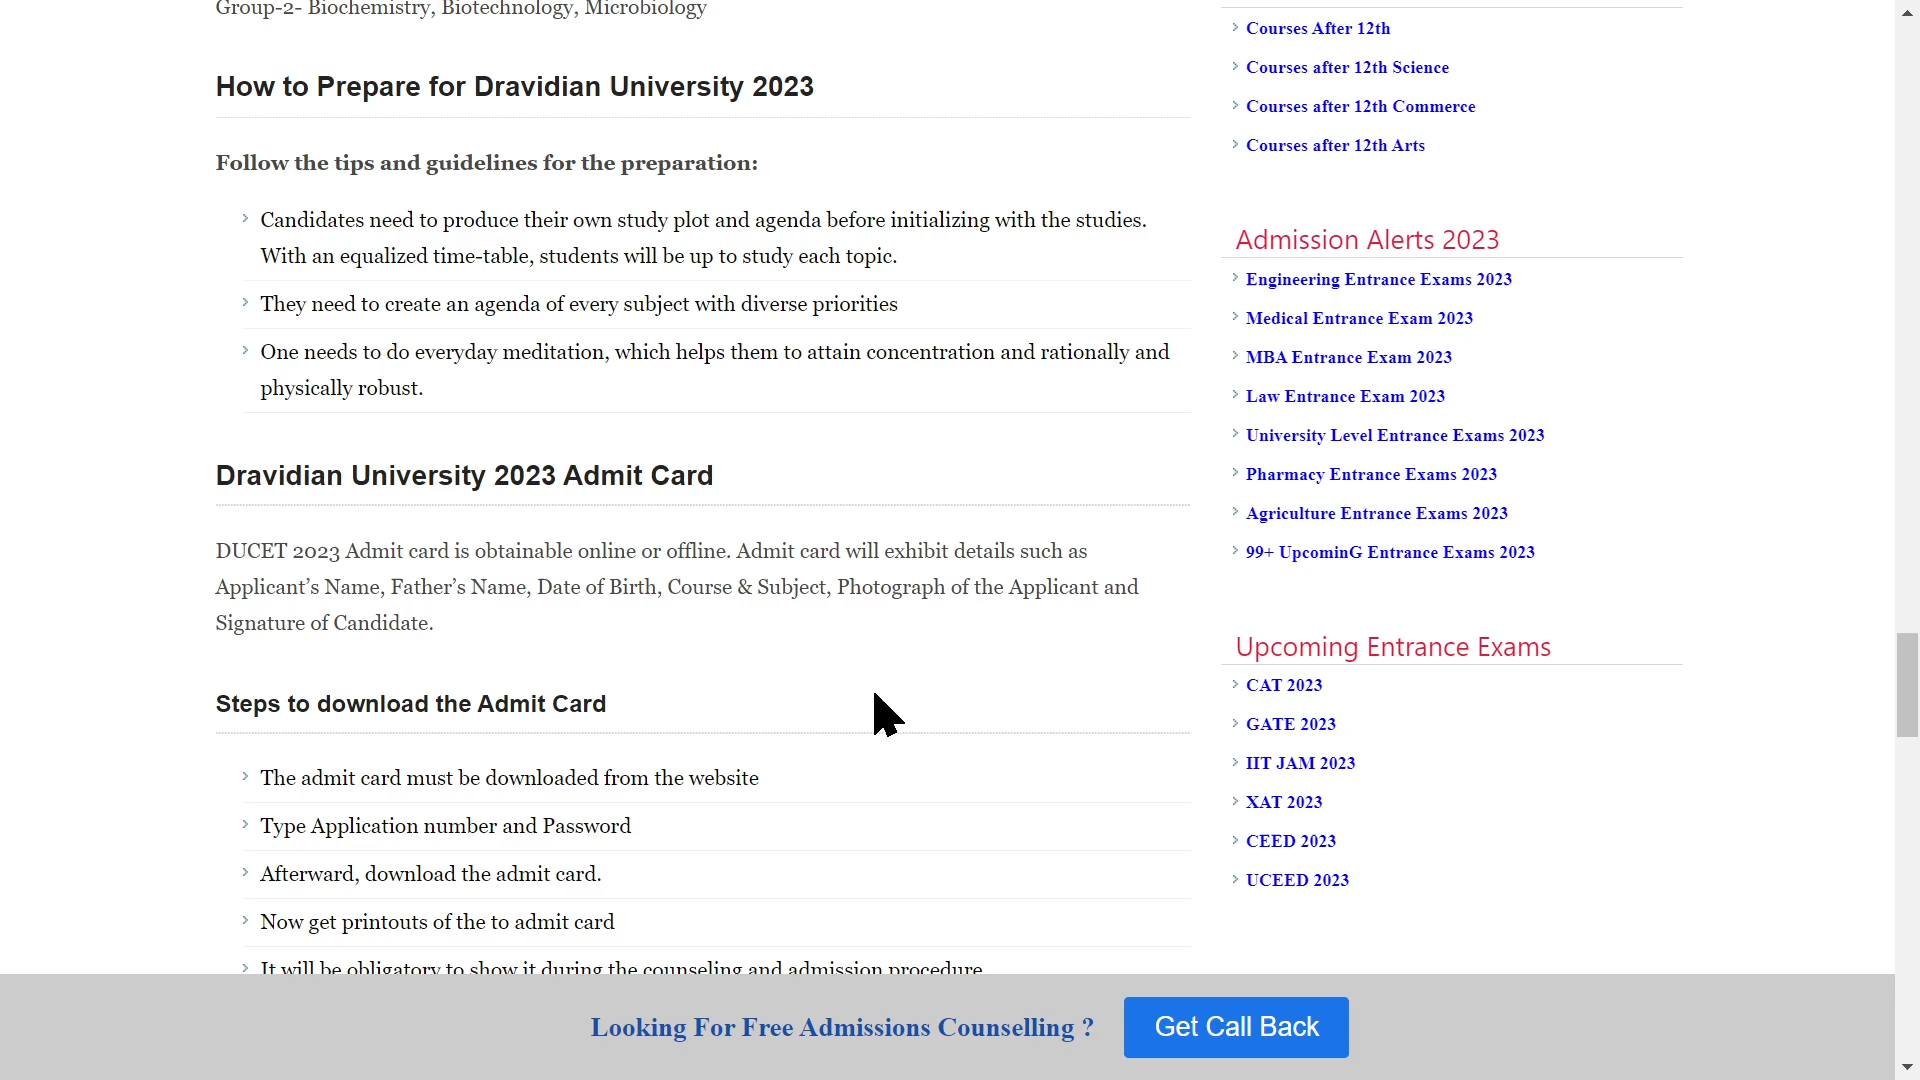 Group-2- Biochemistry, Biotechnology, Microbiology
How to Prepare for Dravidian University 2023
Follow the tips and guidelines for the preparation:
Candidates need to produce their own study plot and agenda before initializing with the studies.
With an equalized time-table, students will be up to study each topic.
They need to create an agenda of every subject with diverse priorities
One needs to do everyday meditation, which helps them to attain concentration and rationally and
physically robust.
Dravidian University 2023 Admit Card
DUCET 2023 Admit card is obtainable online or offline. Admit card will exhibit details such as
Applicant’s Name, Father’s Name, Date of Birth, Course & Subject, Photograph of the Applicant and
Signature of Candidate.
Steps to download the Admit Card
The admit card must be downloaded from the website
Type Application number and Password
Afterward, download the admit card.
Now get printouts of the to admit card
It will be obligatory to show it during the counseling and admission procedure
Courses After 12th
Courses after 12th Science
Courses after 12th Commerce
Courses after 12th Arts
Admission Alerts 2023
Engineering Entrance Exams 2023
Medical Entrance Exam 2023
MBA Entrance Exam 2023
Law Entrance Exam 2023
University Level Entrance Exams 2023
Pharmacy Entrance Exams 2023
Agriculture Entrance Exams 2023
99+ UpcominG Entrance Exams 2023
Upcoming Entrance Exams
CAT 2023
GATE 2023
IIT JAM 2023
XAT 2023
CEED 2023
UCEED 2023
Looking For Free Admissions Counselling ?
Get Call Back